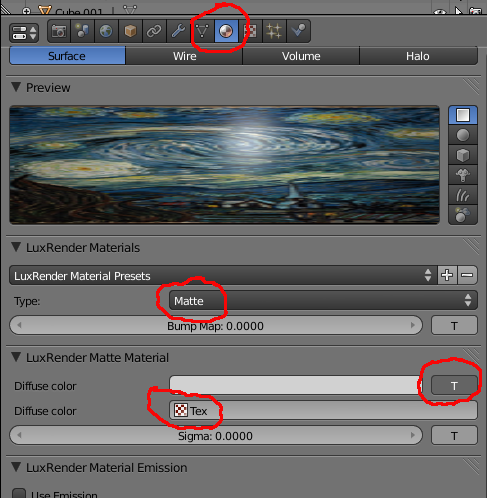 Cube.001
Surface Wire Volume Halo
Preview
LuxRender Materials
LuxRender Material Presets
Type: Matte
Bump Map: 0.0000 T
LuxRender Matte Material
Diffuse color T
Diffuse color Tex
Sigma: 0.0000 T
LuxRender Material Emission
Use Emission